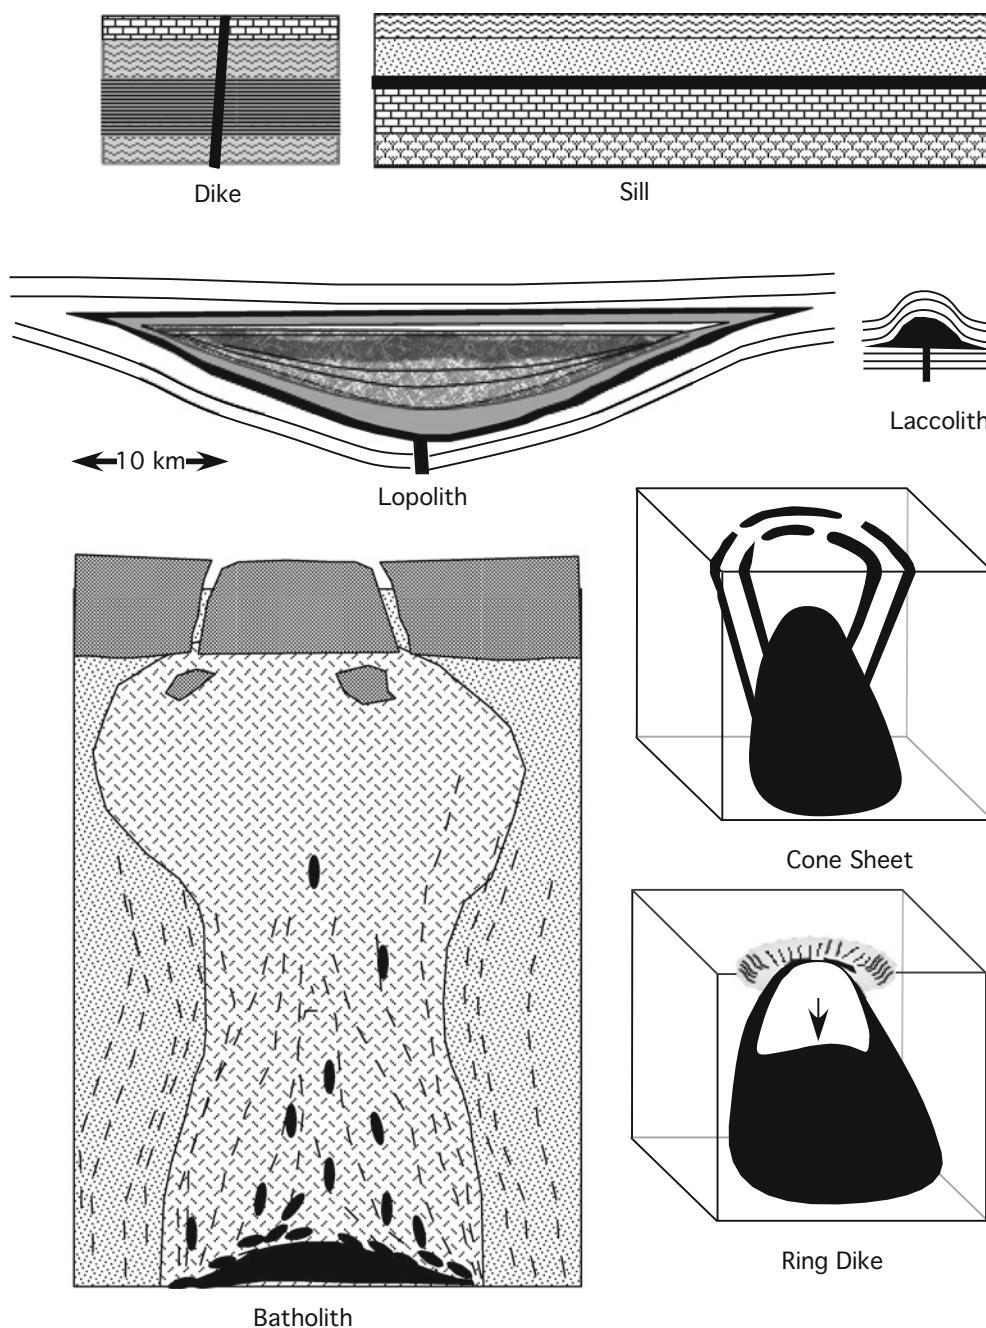 Dike
Sill
Laccolith
10 km
Lopolith
Cone Sheet
Ring Dike
Batholith